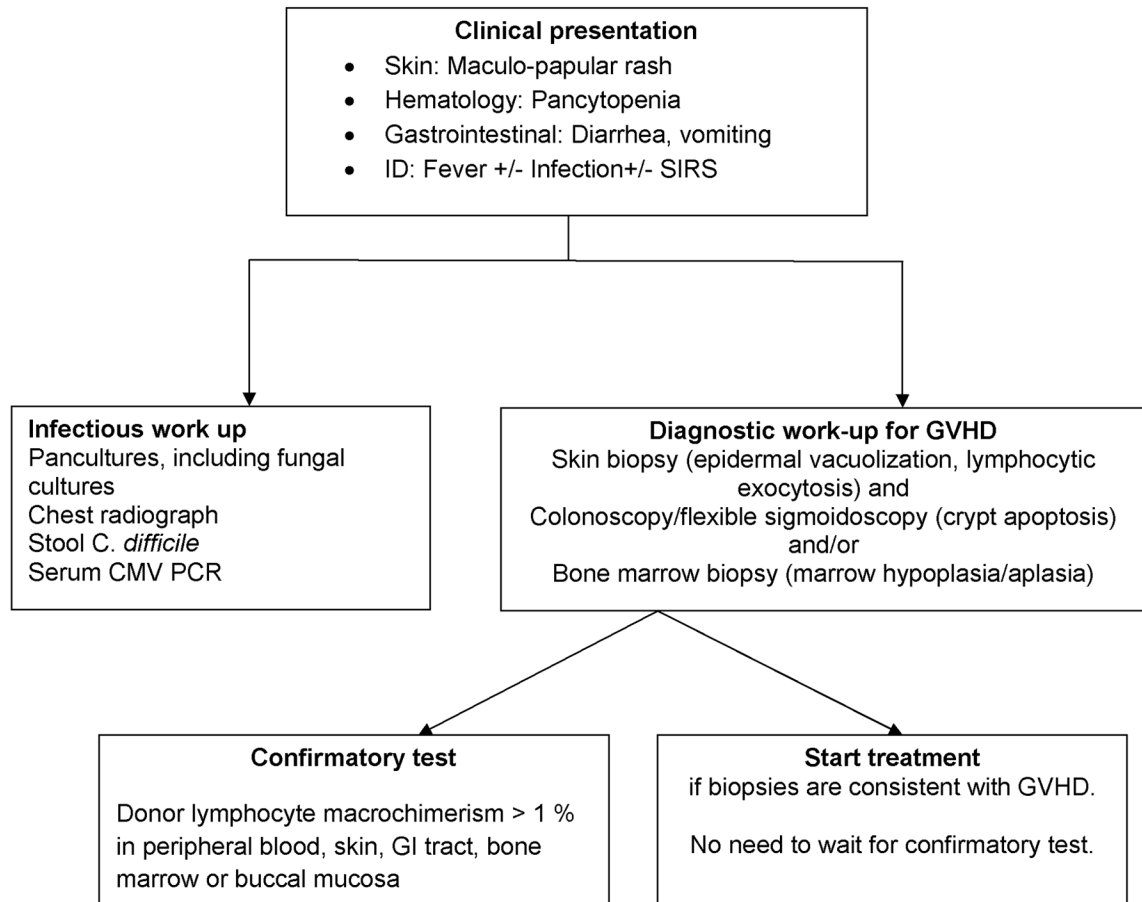 Clinical presentation
• Skin: Maculo-papular rash
• Hematology: Pancytopenia
• Gastrointestinal: Diarrhea, vomiting
• ID: Fever +/- Infection+/- SIRS
Infectious work up
Pancultures, including fungal
cultures
Chest radiograph
Stool C. difficile
Serum CMV PCR
Diagnostic work-up for GVHD
Skin biopsy (epidermal vacuolization, lymphocytic
exocytosis) and
Colonoscopy/flexible sigmoidoscopy (crypt apoptosis)
and/or
Bone marrow biopsy (marrow hypoplasia/aplasia)
Confirmatory test
Donor lymphocyte macrochimerism > 1 %
in peripheral blood, skin, GI tract, bone
marrow or buccal mucosa
Start treatment
if biopsies are consistent with GVHD.
No need to wait for confirmatory test.